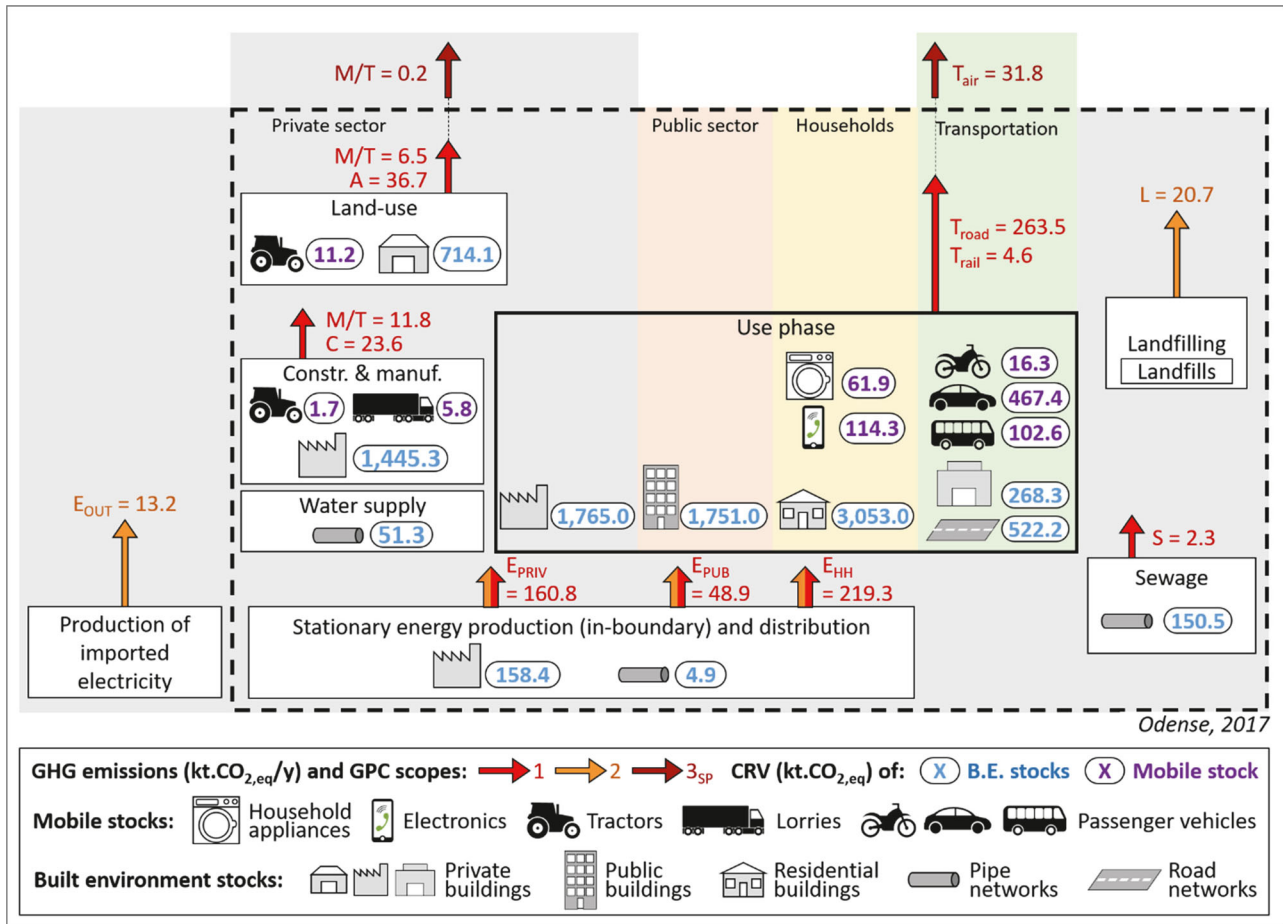 M/T = 0.2
T_air = 31.8
Private sector
Public sector
Households
Transportation
M/T = 6.5
A = 36.7
Land-use
11.2
714.1
T_road = 263.5
T_rail = 4.6
L = 20.7
M/T = 11.8
C = 23.6
Constr. & manuf.
1.7
5.8
1,445.3
Water supply
51.3
Use phase
61.9
114.3
16.3
467.4
102.6
268.3
522.2
1,765.0
1,751.0
3,053.0
Landfilling
Landfills
E_OUT = 13.2
Production of
imported
electricity
E_PRIV
= 160.8
E_PUB
= 48.9
E_HH
= 219.3
Stationary energy production (in-boundary) and distribution
158.4
4.9
S = 2.3
Sewage
150.5
Odense, 2017
GHG emissions (kt.CO2,eq/y) and GPC scopes: 1 2 3SP CRV (kt.CO2,eq) of: X B.E. stocks X Mobile stock
Mobile stocks: Household appliances Electronics Tractors Lorries Passenger vehicles
Built environment stocks: Private buildings Public buildings Residential buildings Pipe networks Road networks